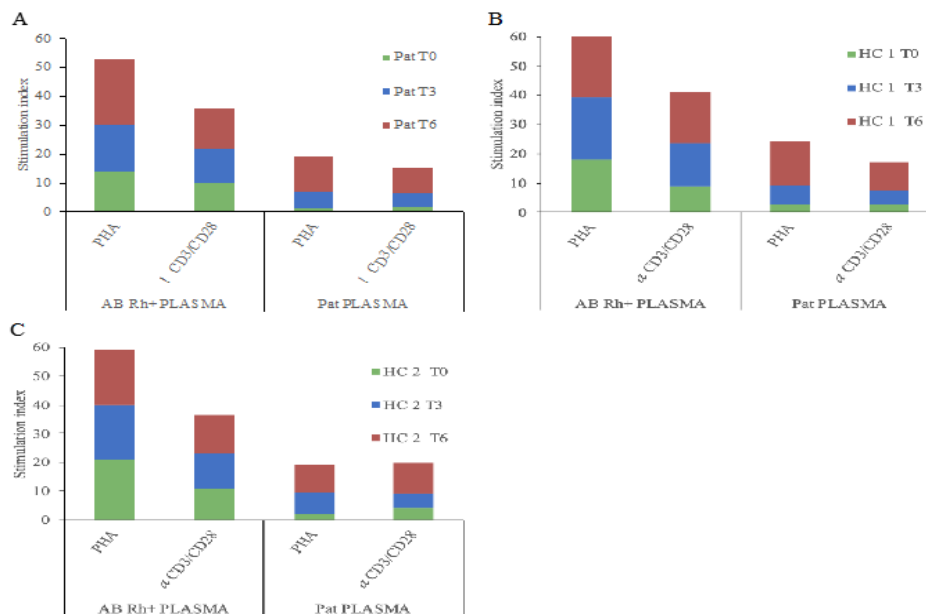 A
Stimulation index
60
50
40
30
20
10
0
Pat T0
Pat T3
Pat T6
PHA
! CD3/CD28
PHA
! CD3/CD28
AB Rh+ PLASMA
Pat PLASMA
B
Stimulation index
60
50
40
30
20
10
0
HC 1 T0
HC 1 T3
HC 1 T6
PHA
α CD3/CD28
PHA
α CD3/CD28
AB Rh+ PLASMA
Pat PLASMA
C
Stimulation index
60
50
40
30
20
10
0
HC 2 T0
HC 2 T3
HC 2 T6
PHA
α CD3/CD28
PHA
α CD3/CD28
AB Rh+ PLASMA
Pat PLASMA